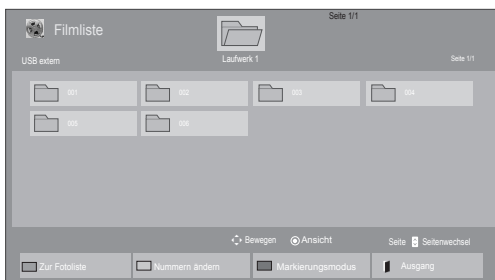 Seite 1/1
Filmliste
USB extern
Laufwerk 1
Seite 1/1
001 002 003 004
005 006
Bewegen Ansicht Seite Seitenwechsel
Zur Fotoliste Nummern ändern Markierungsmodus Ausgang